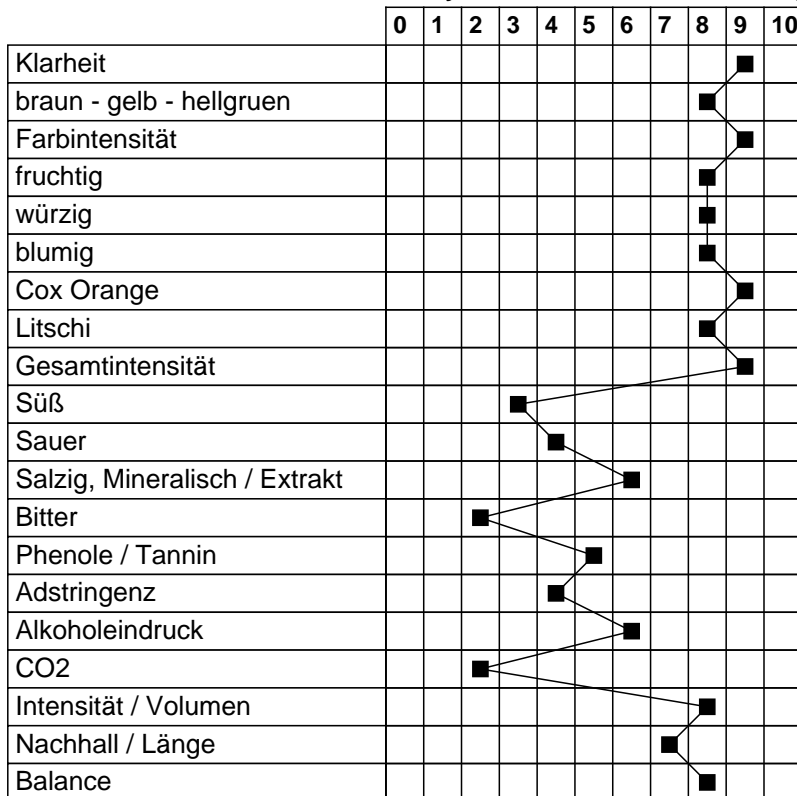 0 1 2 3 4 5 6 7 8 9 10
Klarheit
braun - gelb - hellgruen
Farbintensität
fruchtig
würzig
blumig
Cox Orange
Litschi
Gesamtintensität
Süß
Sauer
Salzig, Mineralisch / Extrakt
Bitter
Phenole / Tannin
Adstringenz
Alkoholeindruck
CO2
Intensität / Volumen
Nachhall / Länge
Balance